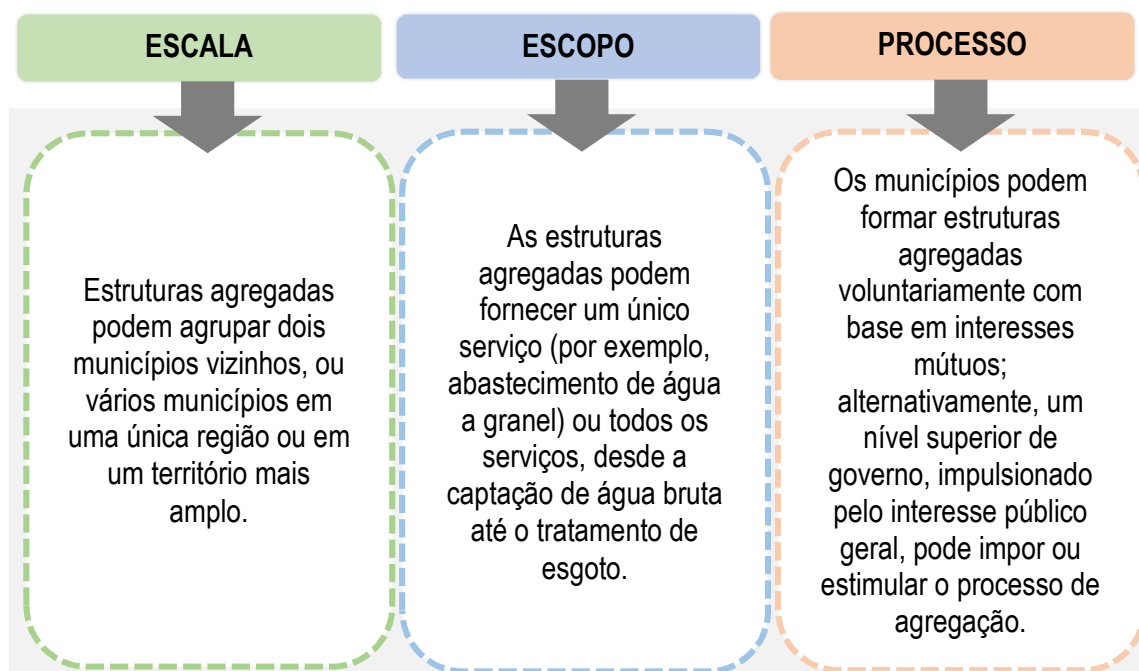 ESCALA
Estruturas agregadas
podem agrupar dois
municípios vizinhos, ou
vários municípios em
uma única região ou em
um território mais
amplo.
ESCOPO
As estruturas
agregadas podem
fornecer um único
serviço (por exemplo,
abastecimento de água
a granel) ou todos os
serviços, desde a
captação de água bruta
até o tratamento de
esgoto.
PROCESSO
Os municípios podem
formar estruturas
agregadas
voluntariamente com
base em interesses
mútuos;
alternativamente, um
nível superior de
governo, impulsionado
pelo interesse público
geral, pode impor ou
estimular o processo de
agregação.